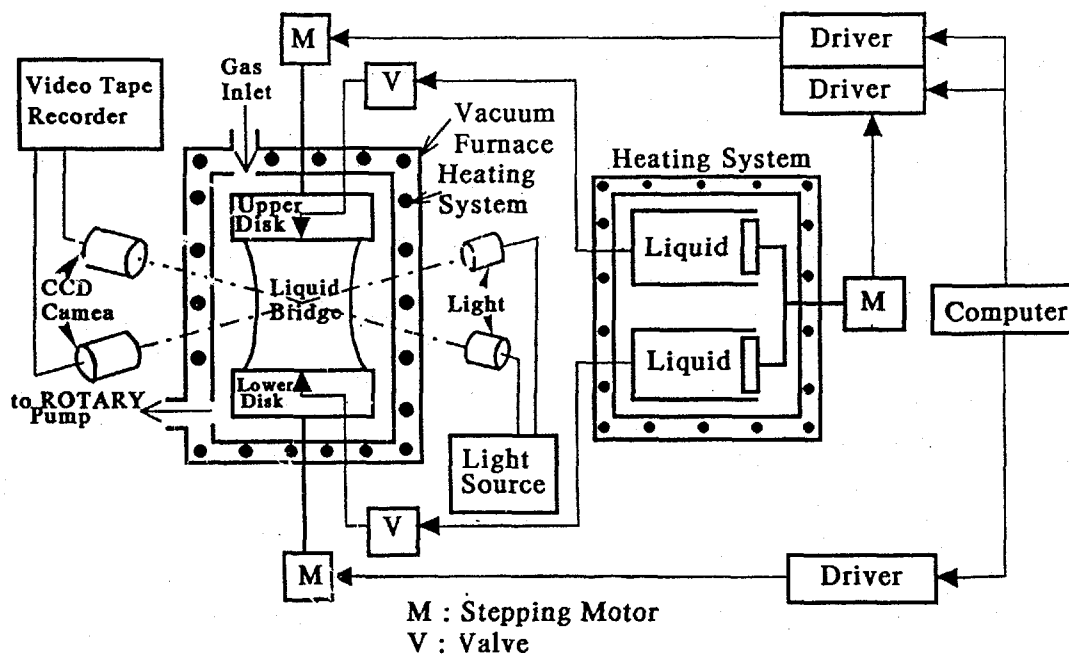 M
Driver
Driver
Gas
Inlet
V
Video Tape
Recorder
Vacuum
Furnace
Heating
System
Heating System
Upper
Disk
Liquid
CCD
Camea
Liquid
Bridge
Light
M
Computer
Liquid
Lower
Disk
to ROTARY
Pump
Light
Source
V
M
Driver
M : Stepping Motor
V : Valve